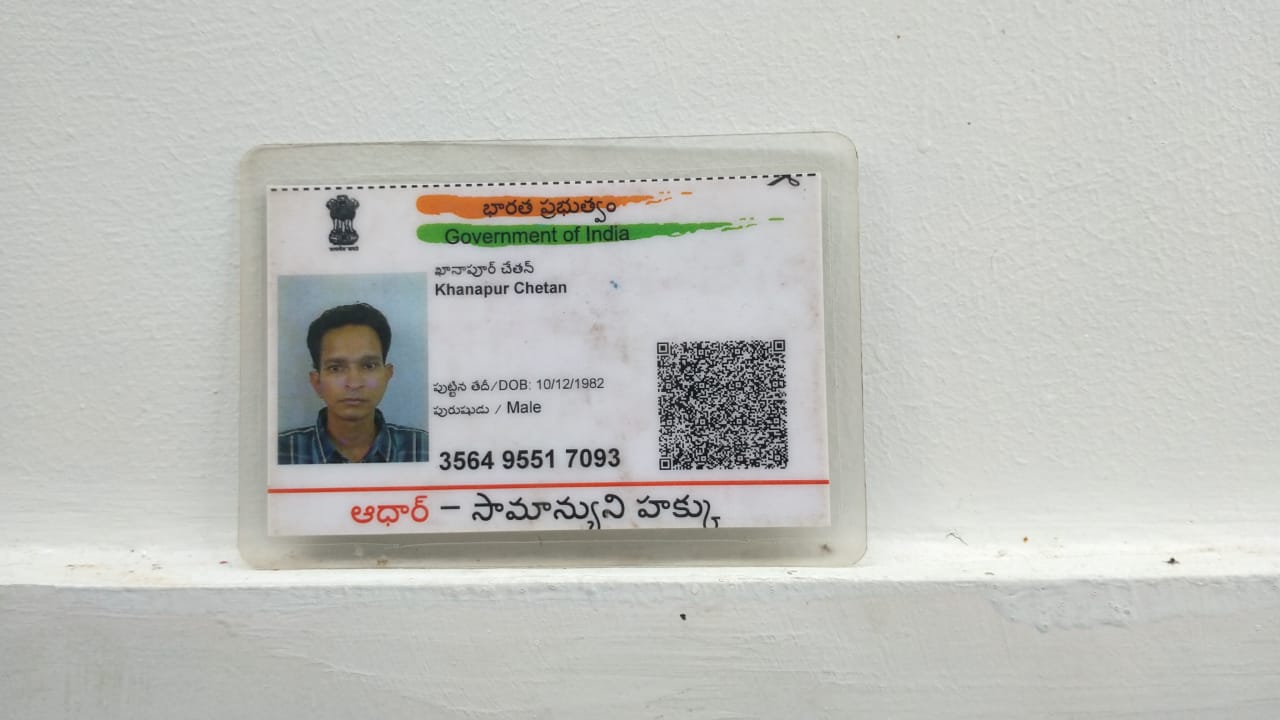 భారత ప్రభుత్వం
Government of India
ఖానాపూర్ చేతన్
Khanapur Chetan
పుట్టిన తేదీ/DOB: 10/12/1982
పురుషుడు / Male
3564 9551 7093
ఆధార్ – సామాన్యుని హక్కు